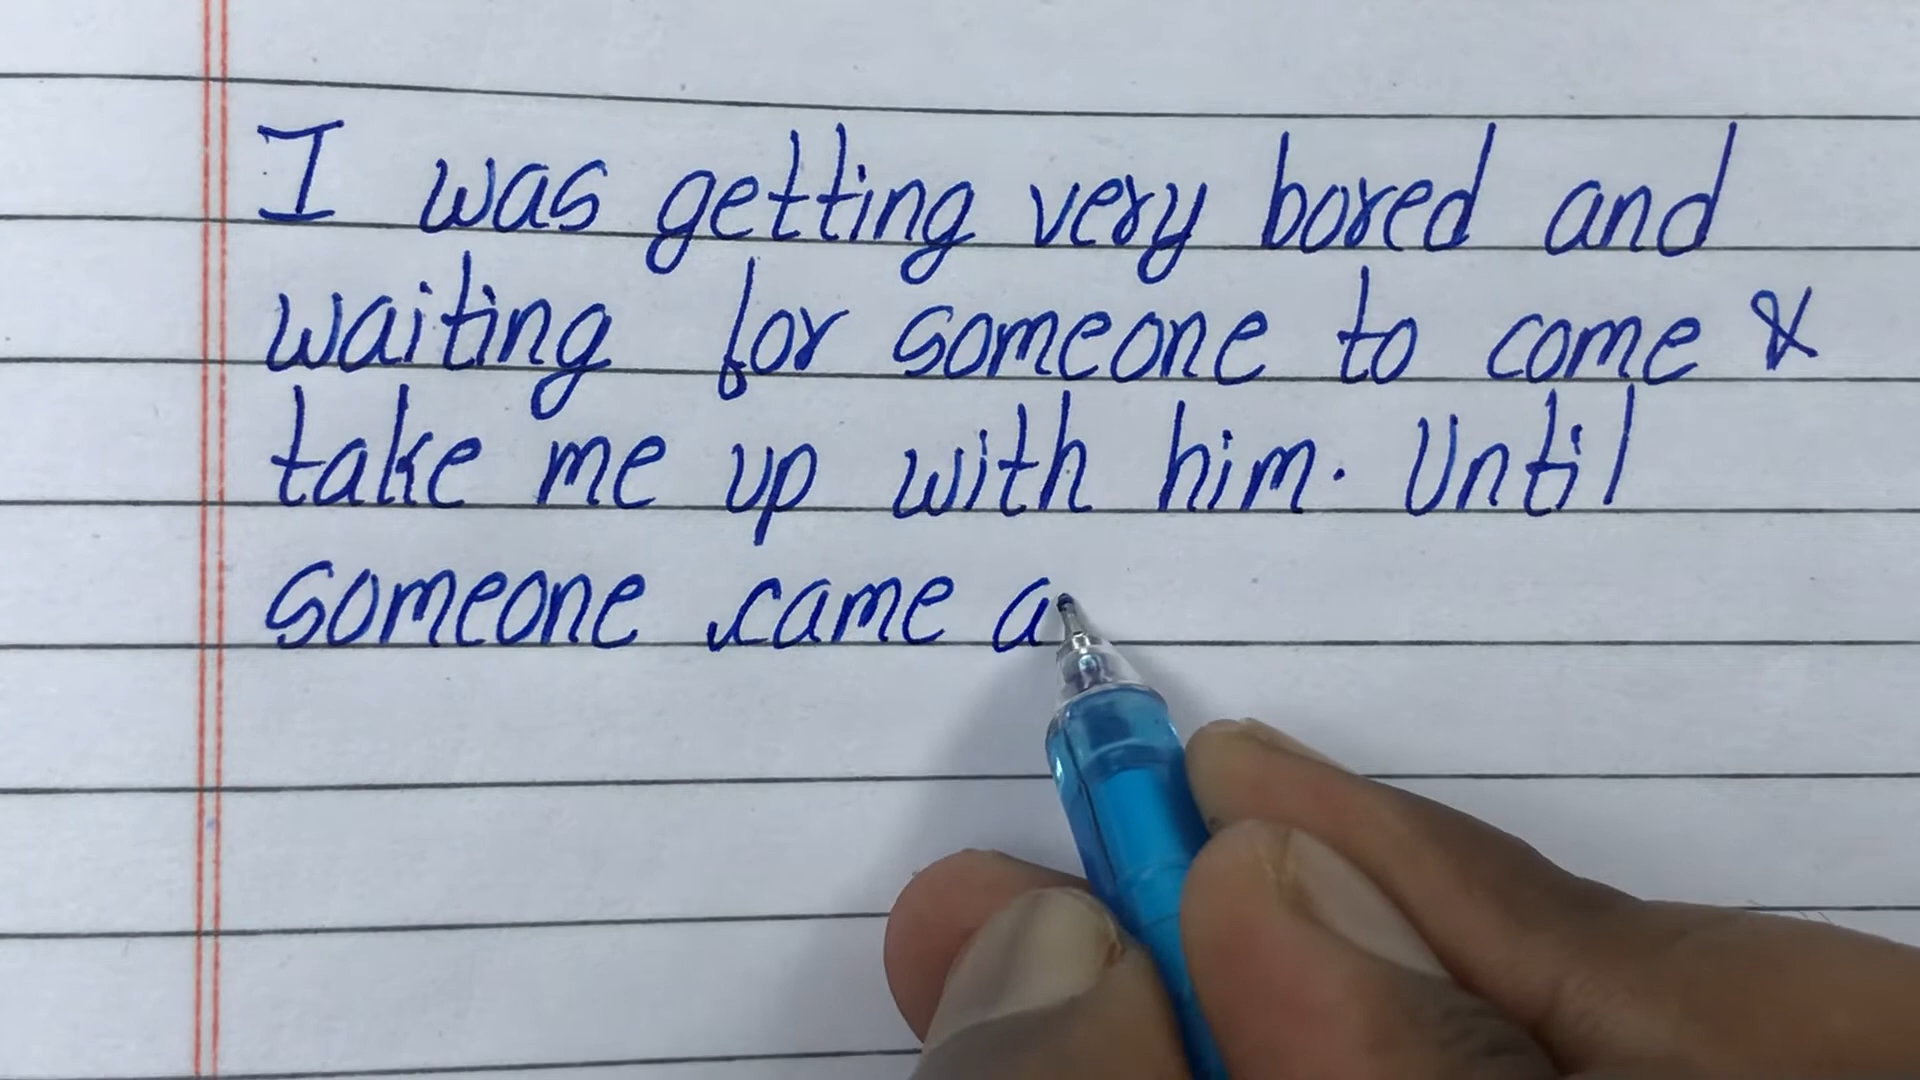 I was getting very bored and
waiting for someone to come &
take me up with him. Until
someone came a